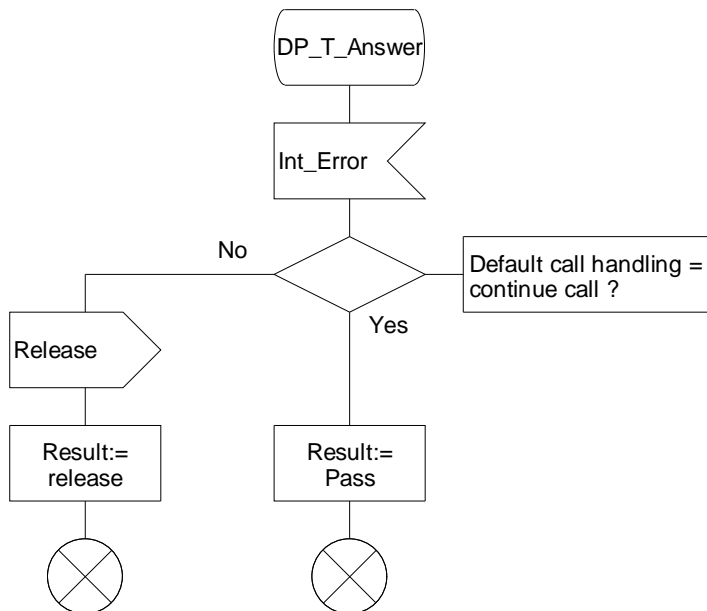 DP_T_Answer
Int_Error
No
Default call handling =
continue call ?
Yes
Release
Result:=
release
Result:=
Pass